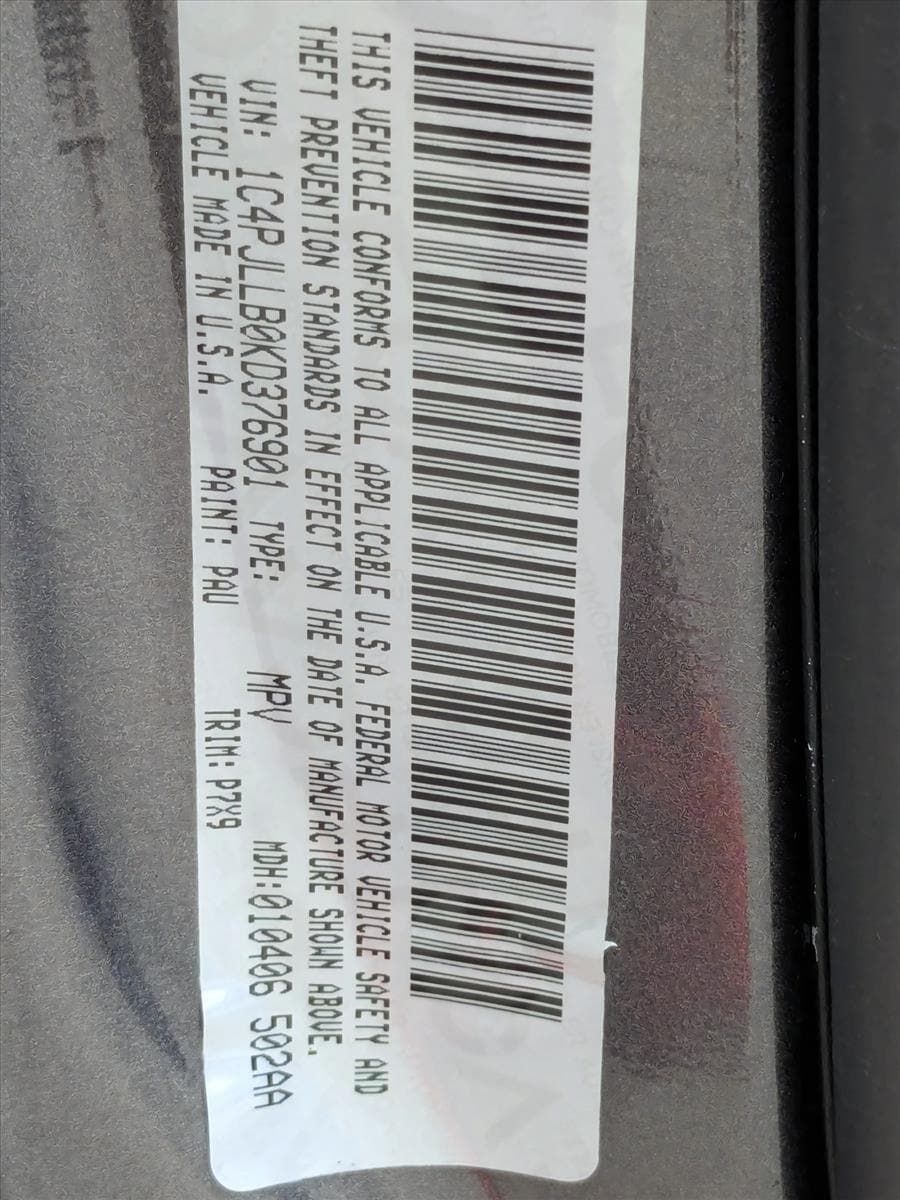 THIS VEHICLE CONFORMS TO ALL APPLICABLE U.S.A. FEDERAL MOTOR VEHICLE SAFETY AND
THEFT PREVENTION STANDARDS IN EFFECT ON THE DATE OF MANUFACTURE SHOWN ABOVE.
VIN: 1C4PJLLB0KD376901 TYPE: MPV MDH:010406 502AA
VEHICLE MADE IN U.S.A. PAINT: PAU TRIM: P7X9